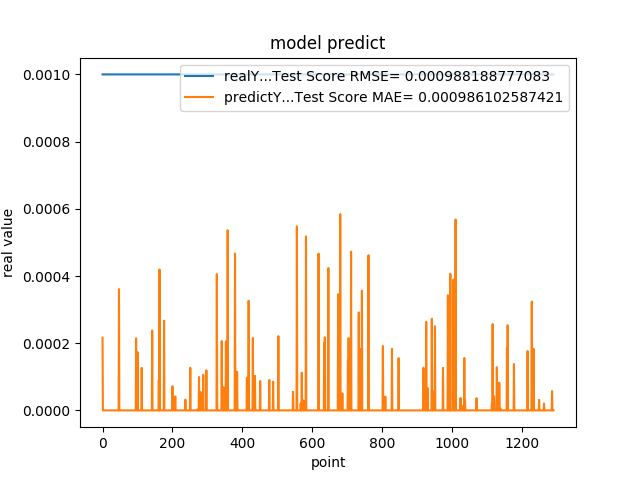 model predict
realY...Test Score RMSE= 0.000988188777083
predictY...Test Score MAE= 0.000986102587421
0.0010
0.0008
0.0006
0.0004
0.0002
0.0000
real value
0 200 400 600 800 1000 1200
point